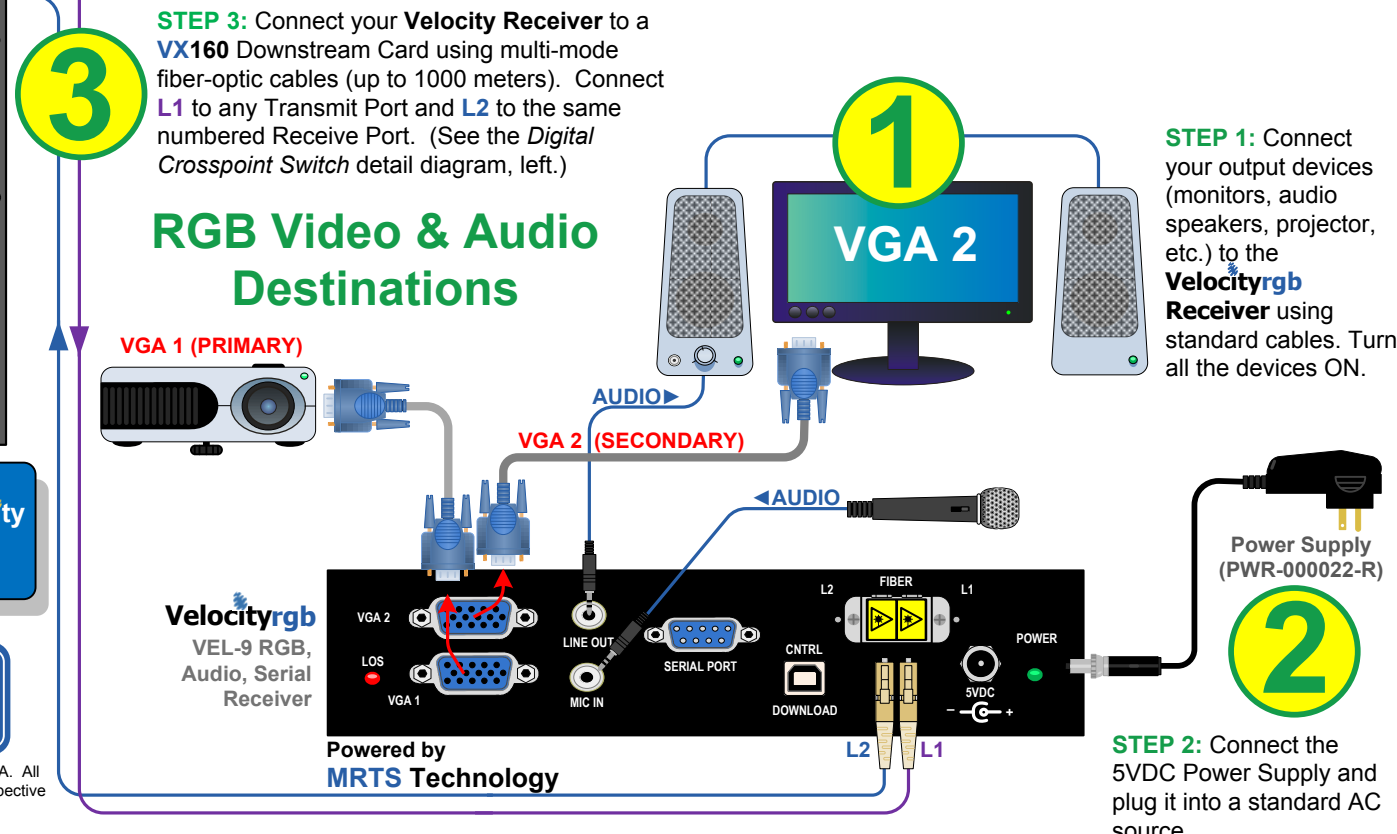 STEP 3: Connect your Velocity Receiver to a
VX160 Downstream Card using multi-mode
fiber-optic cables (up to 1000 meters).  Connect
L1 to any Transmit Port and L2 to the same
numbered Receive Port.  (See the Digital
Crosspoint Switch detail diagram, left.)
3
1
STEP 1: Connect
your output devices
(monitors, audio
speakers, projector,
etc.) to the
Velocityrgb
Receiver using
standard cables. Turn
all the devices ON.
RGB Video & Audio
Destinations
VGA 2
VGA 1 (PRIMARY)
AUDIO►
VGA 2 (SECONDARY)
◄AUDIO
ty
Power Supply
(PWR-000022-R)
2
Velocityrgb
VEL-9 RGB,
Audio, Serial
Receiver
VGA 2
LOS
VGA 1
LINE OUT
MIC IN
SERIAL PORT
CNTRL
DOWNLOAD
L2
FIBER
L1
5VDC
– +
POWER
L2
L1
Powered by
MRTS Technology
STEP 2: Connect the
5VDC Power Supply and
plug it into a standard AC
source
A.  All
pective